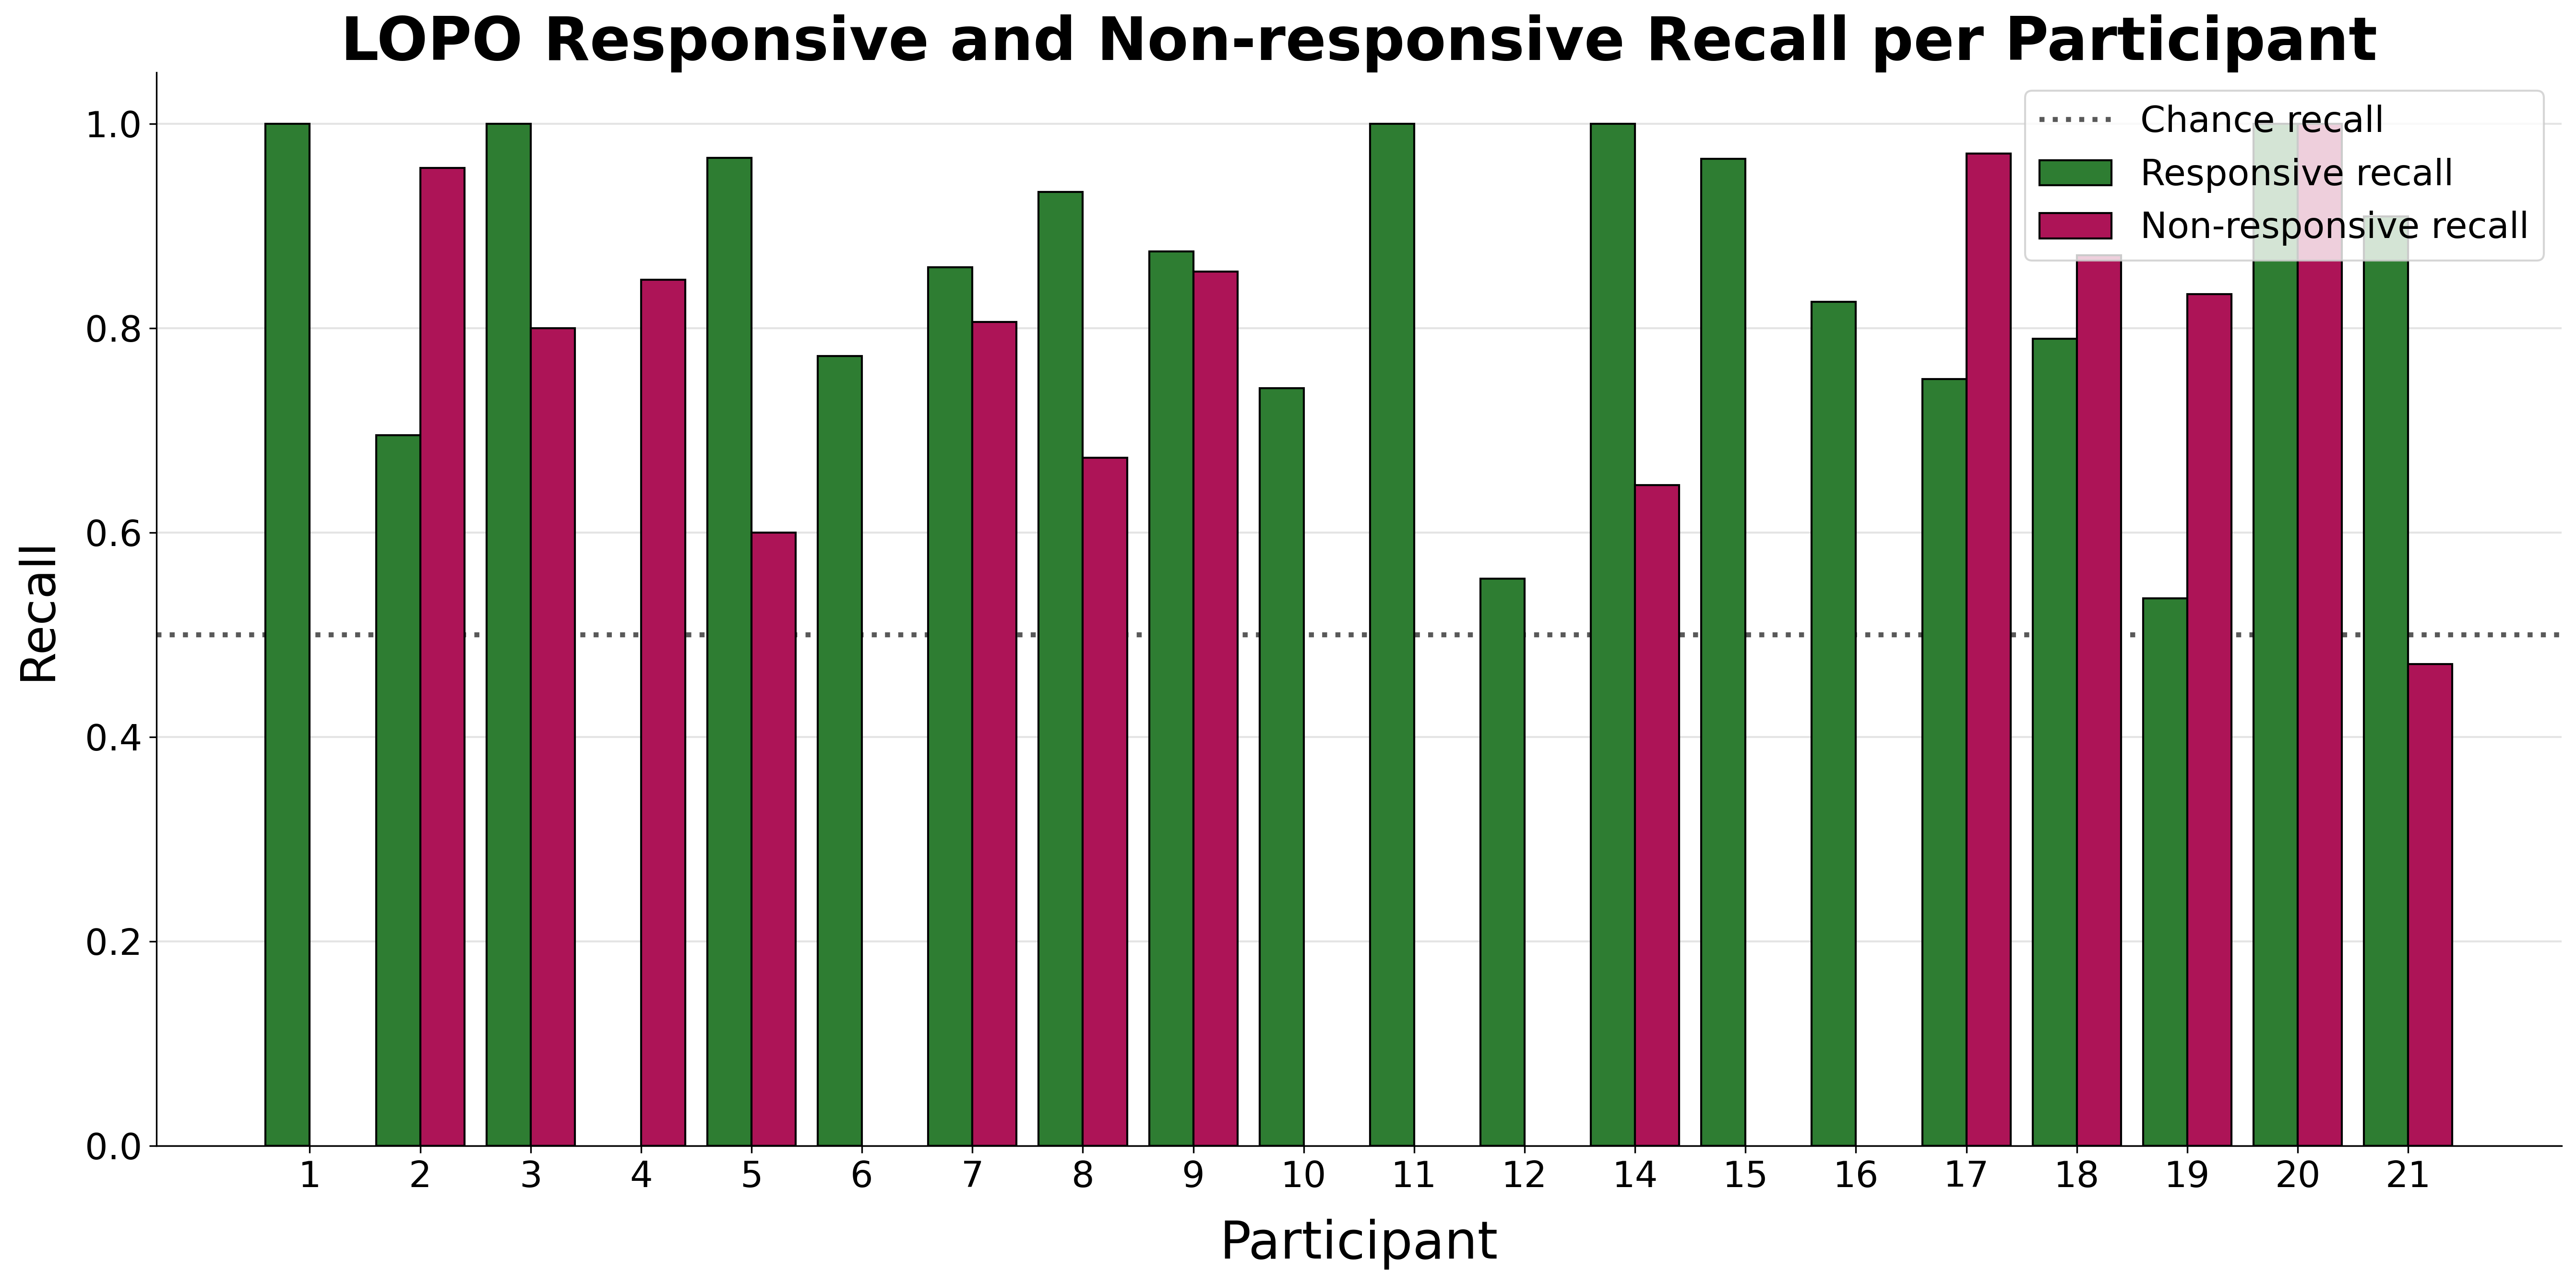 LOPO Responsive and Non-responsive Recall per Participant
Chance recall
Responsive recall
Non-responsive recall
Recall
1.0
0.8
0.6
0.4
0.2
0.0
1 2 3 4 5 6 7 8 9 10 11 12 14 15 16 17 18 19 20 21
Participant